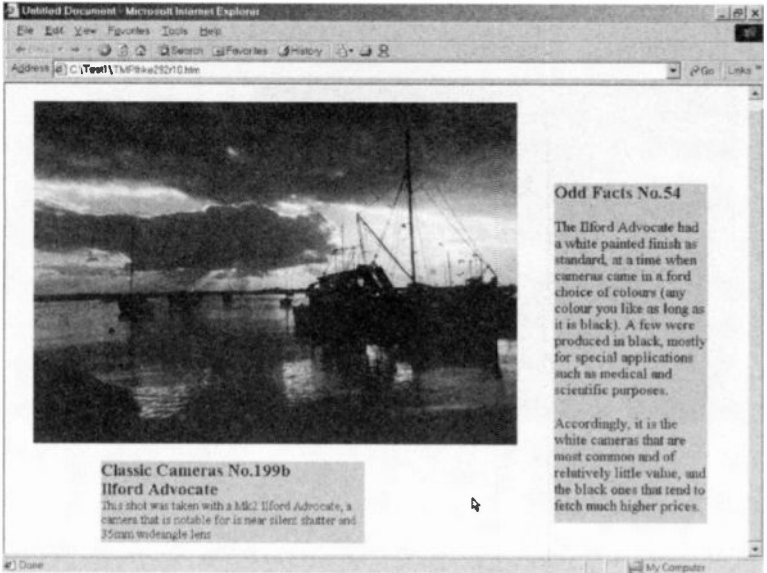 Untitled Document - Microsoft Internet Explorer
File Edit View Favorites Tools Help
Search Favorites History
Address C:\Test1\TMPfrke292r10.htm Go Links
Odd Facts No.54
The Ilford Advocate had
a white painted finish as
standard, at a time when
cameras came in a ford
choice of colours (any
colour you like as long as
it is black). A few were
produced in black, mostly
for special applications
such as medical and
scientific purposes.
Accordingly, it is the
white cameras that are
most common and of
relatively little value, and
the black ones that tend to
fetch much higher prices.
Classic Cameras No.199b
Ilford Advocate
This shot was taken with a Mk2 Ilford Advocate, a
camera that is notable for is near silent shutter and
35mm wideangle lens
Done My Computer